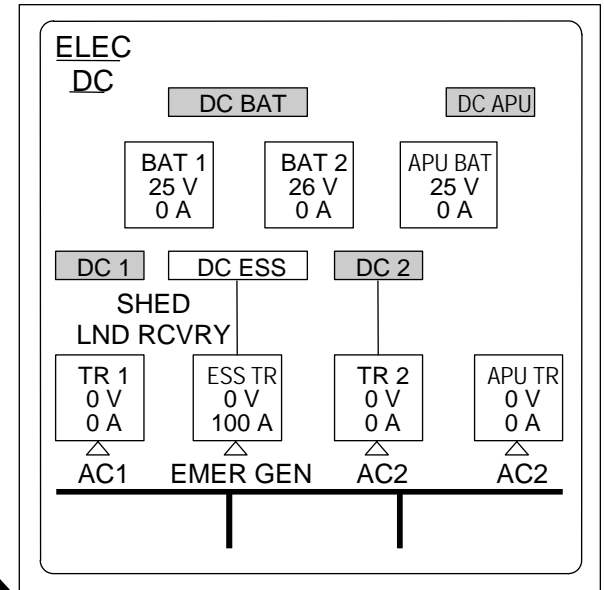 ELEC
DC
DC BAT DC APU
BAT 1 BAT 2 APU BAT
25 V 26 V 25 V
0 A 0 A 0 A
DC 1 DC ESS DC 2
SHED
LND RCVRY
TR 1 ESS TR TR 2 APU TR
0 V 0 V 0 V 0 V
0 A 100 A 0 A 0 A
AC1 EMER GEN AC2 AC2